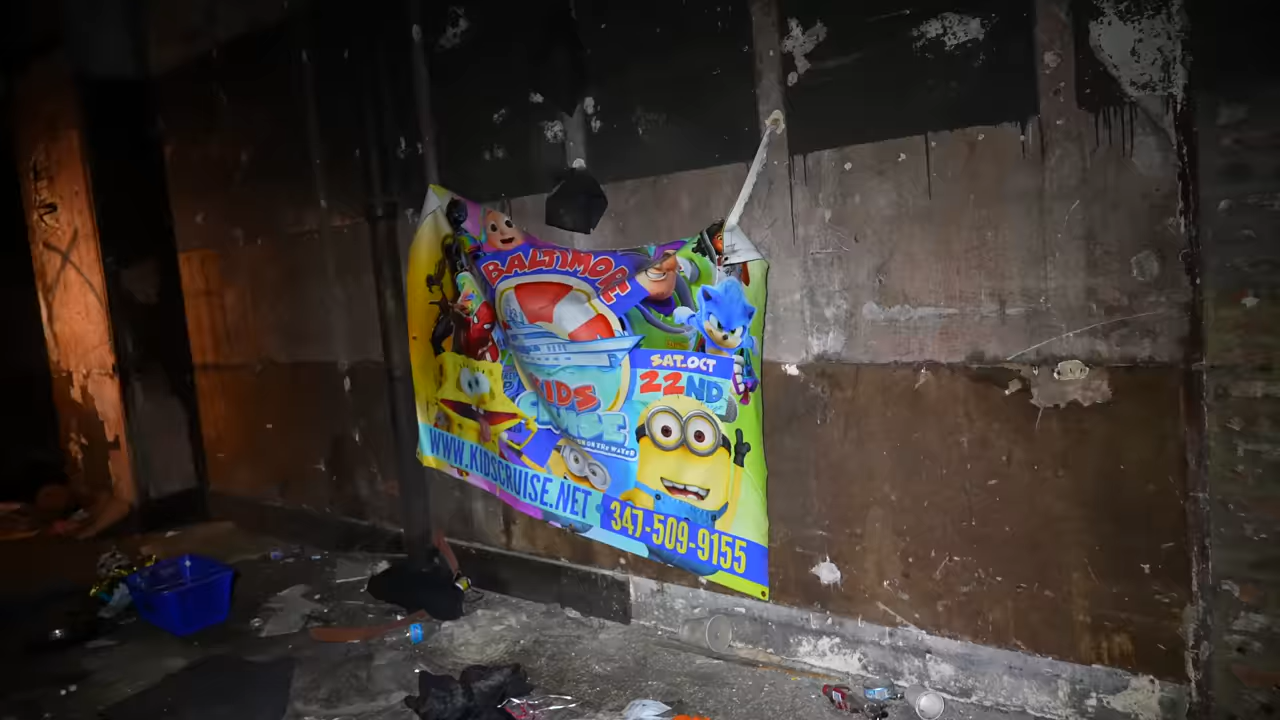 BALTIMORE
KIDS
CRUISE
SAT.OCT
22ND
WWW.KIDSCRUISE.NET
347-509-9155